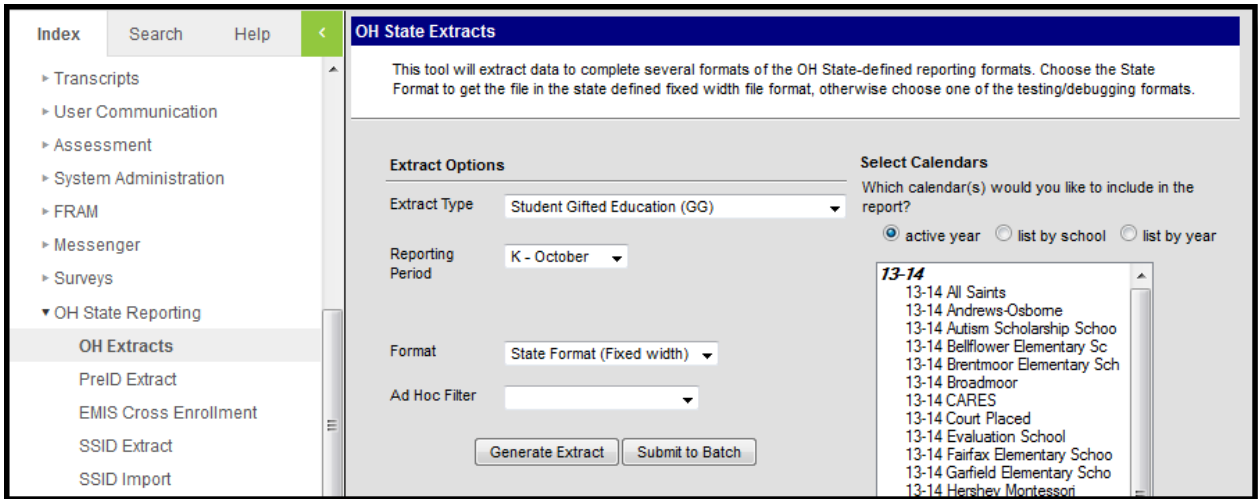 Index
Search
Help
<
Transcripts
User Communication
Assessment
System Administration
FRAM
Messenger
Surveys
OH State Reporting
OH Extracts
PreID Extract
EMIS Cross Enrollment
SSID Extract
SSID Import
OH State Extracts
This tool will extract data to complete several formats of the OH State-defined reporting formats. Choose the State
Format to get the file in the state defined fixed width file format, otherwise choose one of the testing/debugging formats.
Extract Options
Extract Type
Student Gifted Education (GG)
Reporting
Period
K - October
Format
State Format (Fixed width)
Ad Hoc Filter
Generate Extract
Submit to Batch
Select Calendars
Which calendar(s) would you like to include in the
report?
active year
list by school
list by year
13-14
13-14 All Saints
13-14 Andrews-Osborne
13-14 Autism Scholarship Schoo
13-14 Bellflower Elementary Sc
13-14 Brentmoor Elementary Sch
13-14 Broadmoor
13-14 CARES
13-14 Court Placed
13-14 Evaluation School
13-14 Fairfax Elementary Schoo
13-14 Garfield Elementary Scho
13-14 Hershey Montessori